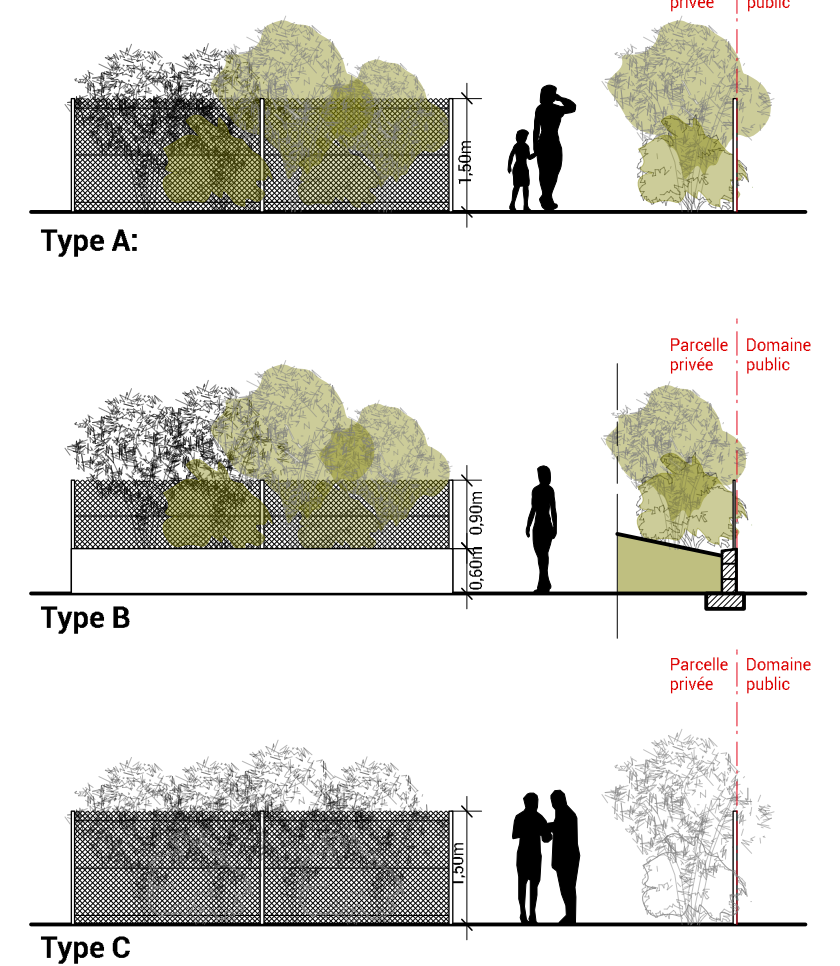 privée public
1,50m
Type A:
Parcelle Domaine
privée public
0,90m
0,60m
Type B
Parcelle Domaine
privée public
1,50m
Type C